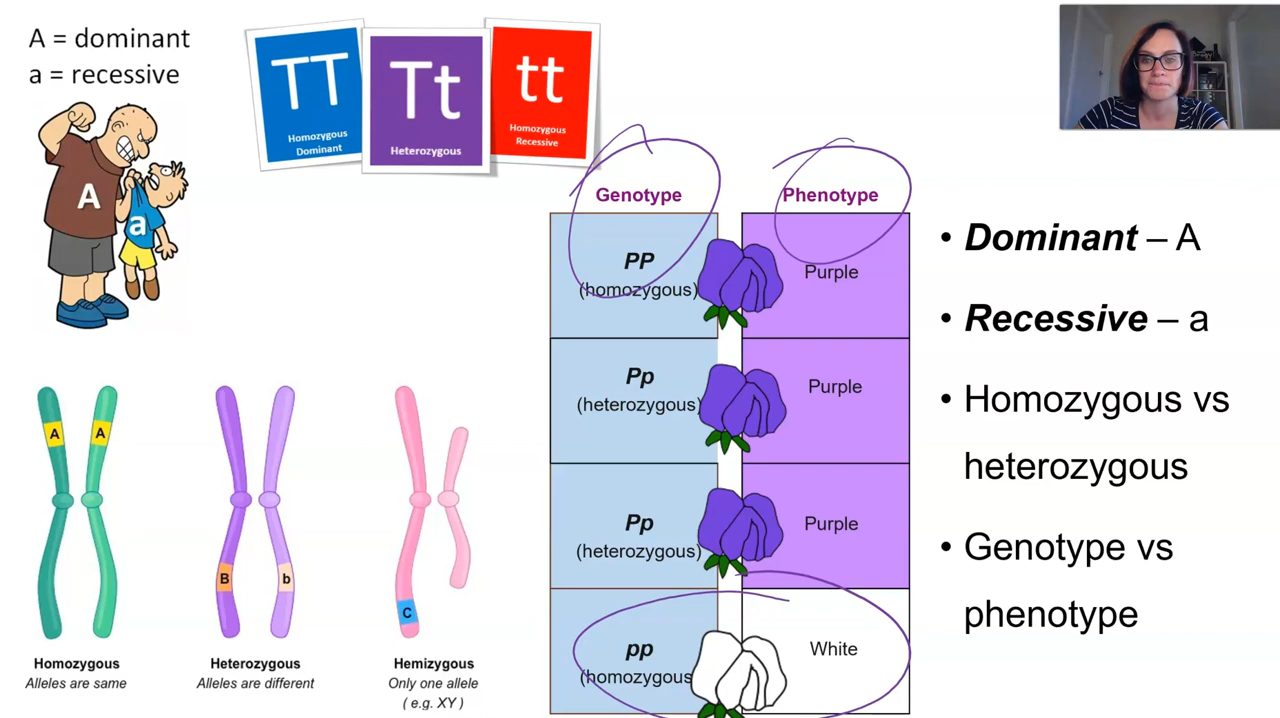 A = dominant
a = recessive
A
a
TT
Homozygous
Dominant
Tt
Heterozygous
tt
Homozygous
Recessive
Genotype
Phenotype
PP
(homozygous)
Purple
Pp
(heterozygous)
Purple
Pp
(heterozygous)
Purple
pp
(homozygous
White
• Dominant – A
• Recessive – a
• Homozygous vs
heterozygous
• Genotype vs
phenotype
A A
B b
C
Homozygous
Alleles are same
Heterozygous
Alleles are different
Hemizygous
Only one allele
( e.g. XY )